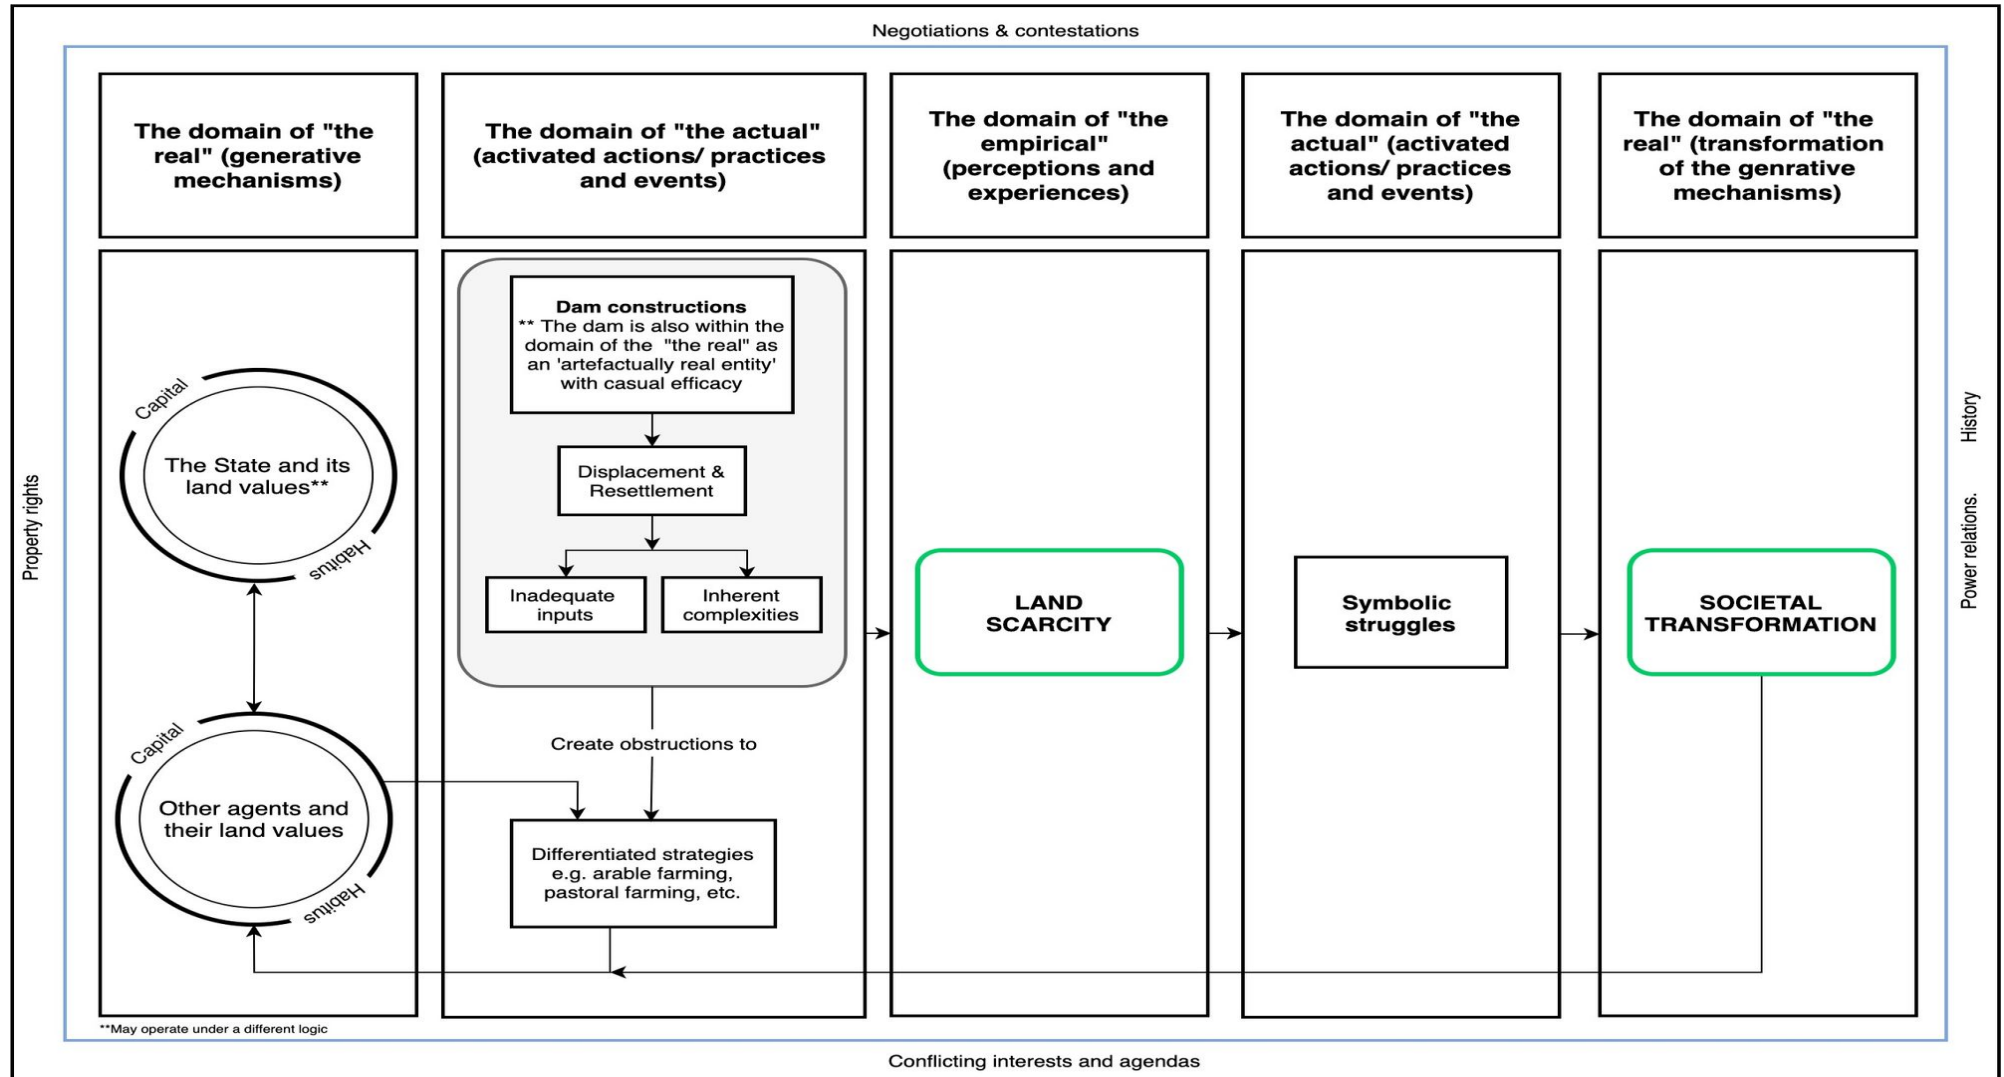 Negotiations & contestations
The domain of "the
real" (generative
mechanisms)
The domain of "the actual"
(activated actions/ practices
and events)
The domain of "the
empirical"
(perceptions and
experiences)
The domain of "the
actual" (activated
actions/ practices
and events)
The domain of "the
real" (transformation
of the genrative
mechanisms)
Property rights
Capital
The State and its
land values**
Habitus
Capital
Other agents and
their land values
Habitus
Dam constructions
** The dam is also within the
domain of the "the real" as
an 'artefactually real entity'
with casual efficacy
Displacement &
Resettlement
Inadequate
inputs
Inherent
complexities
Create obstructions to
Differentiated strategies
e.g. arable farming,
pastoral farming, etc.
LAND
SCARCITY
Symbolic
struggles
SOCIETAL
TRANSFORMATION
Power relations. History
**May operate under a different logic
Conflicting interests and agendas